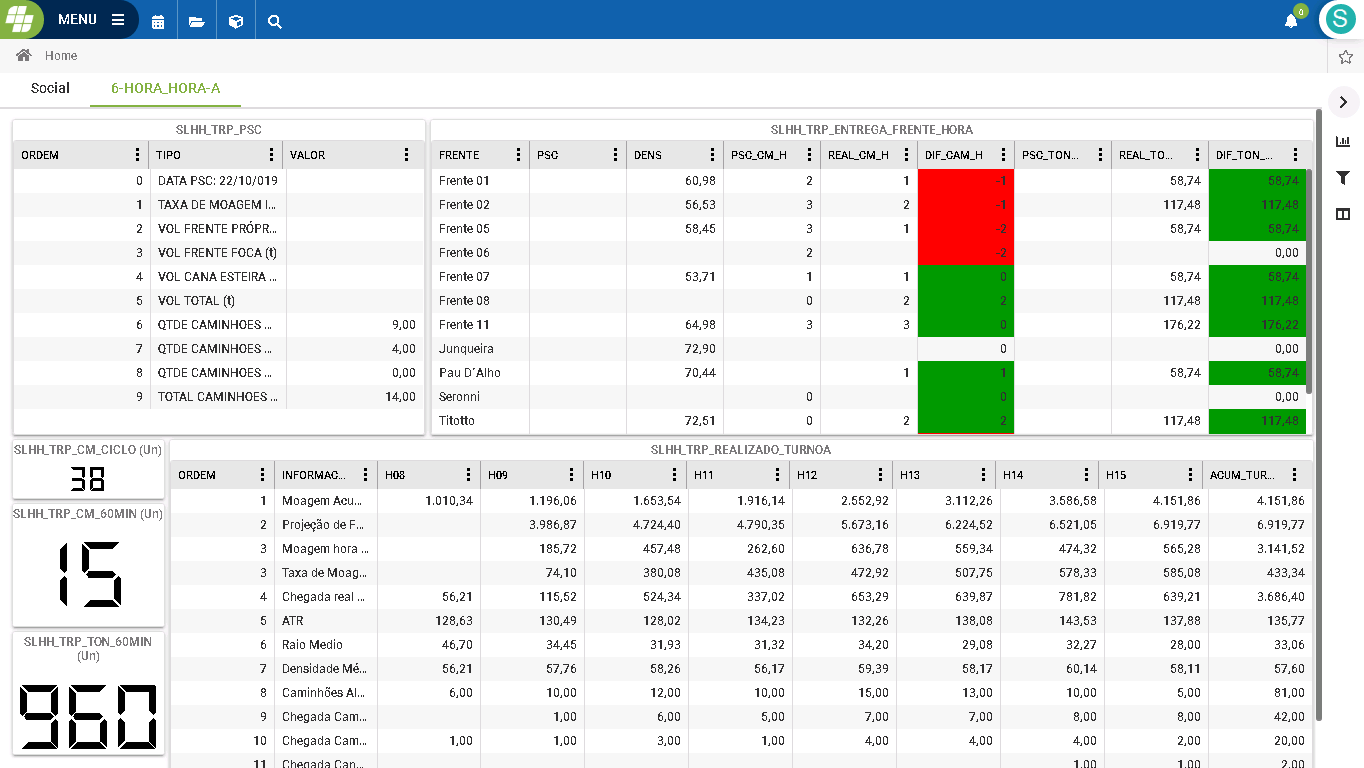 MENU
0
S
Home
Social 6-HORA_HORA-A
SLHH_TRP_PSC
ORDEM TIPO VALOR
0 DATA PSC: 22/10/019
1 TAXA DE MOAGEM I...
2 VOL FRENTE PRÓPR...
3 VOL FRENTE FOCA (t)
4 VOL CANA ESTEIRA ...
5 VOL TOTAL (t)
6 QTDE CAMINHOES ... 9,00
7 QTDE CAMINHOES ... 4,00
8 QTDE CAMINHOES ... 0,00
9 TOTAL CAMINHOES ... 14,00
SLHH_TRP_ENTREGA_FRENTE_HORA
FRENTE PSC DENS PSC_CM_H REAL_CM_H DIF_CAM_H PSC_TON... REAL_TO... DIF_TON_...
Frente 01 60,98 2 1 -1 58,74 58,74
Frente 02 56,53 3 2 -1 117,48 117,48
Frente 05 58,45 3 1 -2 58,74 58,74
Frente 06 2 -2 0,00
Frente 07 53,71 1 1 0 58,74 58,74
Frente 08 0 2 2 117,48 117,48
Frente 11 64,98 3 3 0 176,22 176,22
Junqueira 72,90 0 0,00
Pau D´Alho 70,44 1 1 58,74 58,74
Seronni 0 0 0,00
Titotto 72,51 0 2 2 117,48 117,48
SLHH_TRP_CM_CICLO (Un)
38
SLHH_TRP_CM_60MIN (Un)
15
SLHH_TRP_TON_60MIN
(Un)
960
SLHH_TRP_REALIZADO_TURNOA
ORDEM INFORMAC... H08 H09 H10 H11 H12 H13 H14 H15 ACUM_TUR...
1 Moagem Acu... 1.010,34 1.196,06 1.653,54 1.916,14 2.552,92 3.112,26 3.586,58 4.151,86 4.151,86
2 Projeção de F... 3.986,87 4.724,40 4.790,35 5.673,16 6.224,52 6.521,05 6.919,77 6.919,77
3 Moagem hora ... 185,72 457,48 262,60 636,78 559,34 474,32 565,28 3.141,52
3 Taxa de Moag... 74,10 380,08 435,08 472,92 507,75 578,33 585,08 433,34
4 Chegada real ... 56,21 115,52 524,34 337,02 653,29 639,87 781,82 639,21 3.686,40
5 ATR 128,63 130,49 128,02 134,23 132,26 138,08 143,53 137,88 135,77
6 Raio Medio 46,70 34,45 31,93 31,32 34,20 29,08 32,27 28,00 33,06
7 Densidade Mé... 56,21 57,76 58,26 56,17 59,39 58,17 60,14 58,11 57,60
8 Caminhões Al... 6,00 10,00 12,00 10,00 15,00 13,00 10,00 5,00 81,00
9 Chegada Cam... 1,00 6,00 5,00 7,00 7,00 8,00 8,00 42,00
10 Chegada Cam... 1,00 1,00 3,00 1,00 4,00 4,00 4,00 2,00 20,00
11 Chegada Can... 1,00 1,00 2,00